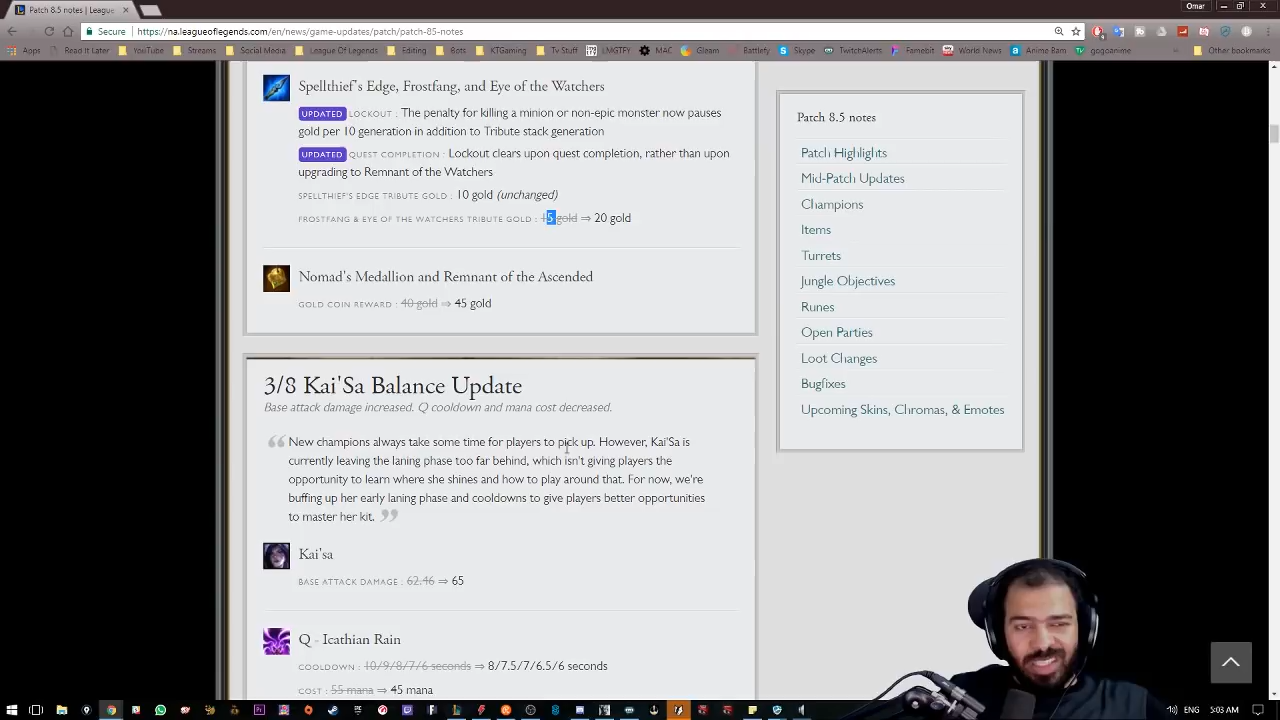 Patch 8.5 notes | League
Omar
Secure https://na.leagueoflegends.com/en/news/game-updates/patch/patch-85-notes
Apps Read It Later YouTube Streams Social Media League Of Legends Editing Bots KTGaming Tv Stuff LMGTFY MAC Gleam Battlefy Skype TwitchAlerts Famebit World News Anime Bam gogoanime Other bookmarks
Spellthief's Edge, Frostfang, and Eye of the Watchers
UPDATED LOCKOUT : The penalty for killing a minion or non-epic monster now pauses
gold per 10 generation in addition to Tribute stack generation
UPDATED QUEST COMPLETION : Lockout clears upon quest completion, rather than upon
upgrading to Remnant of the Watchers
SPELLTHIEF'S EDGE TRIBUTE GOLD : 10 gold (unchanged)
FROSTFANG & EYE OF THE WATCHERS TRIBUTE GOLD : 15 gold ⇒ 20 gold
Nomad's Medallion and Remnant of the Ascended
GOLD COIN REWARD : 40 gold ⇒ 45 gold
3/8 Kai'Sa Balance Update
Base attack damage increased. Q cooldown and mana cost decreased.
New champions always take some time for players to pick up. However, Kai'Sa is
currently leaving the laning phase too far behind, which isn't giving players the
opportunity to learn where she shines and how to play around that. For now, we're
buffing up her early laning phase and cooldowns to give players better opportunities
to master her kit.
Kai'sa
BASE ATTACK DAMAGE : 62.46 ⇒ 65
Q - Icathian Rain
COOLDOWN : 10/9/8/7/6 seconds ⇒ 8/7.5/7/6.5/6 seconds
COST : 55 mana ⇒ 45 mana
Patch 8.5 notes
Patch Highlights
Mid-Patch Updates
Champions
Items
Turrets
Jungle Objectives
Runes
Open Parties
Loot Changes
Bugfixes
Upcoming Skins, Chromas, & Emotes
ENG 5:03 AM